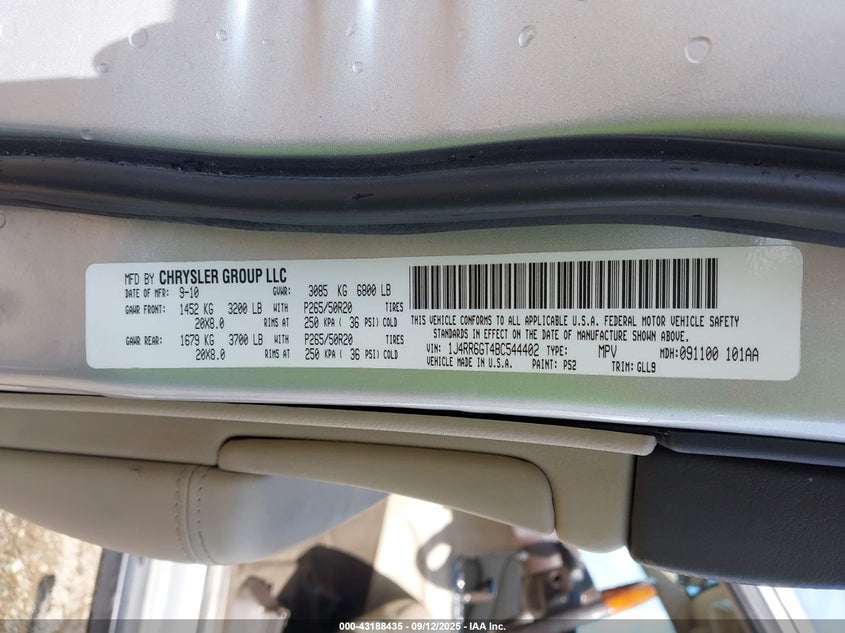 MFD BY CHRYSLER GROUP LLC
DATE OF MFR: 9-10 GVWR: 3085 KG 6800 LB
GAWR FRONT: 1452 KG 3200 LB WITH P265/50R20 TIRES
20X8.0 RIMS AT 250 KPA ( 36 PSI) COLD
GAWR REAR: 1679 KG 3700 LB WITH P265/50R20 TIRES
20X8.0 RIMS AT 250 KPA ( 36 PSI) COLD
THIS VEHICLE CONFORMS TO ALL APPLICABLE U.S.A. FEDERAL MOTOR VEHICLE SAFETY
STANDARDS IN EFFECT ON THE DATE OF MANUFACTURE SHOWN ABOVE.
VIN: 1J4RR6GT4BC544402 TYPE: MPV MDH:091100 101AA
VEHICLE MADE IN U.S.A. PAINT: PS2 TRIM: GLL9
000-43188435 - 09/12/2025 - IAA Inc.